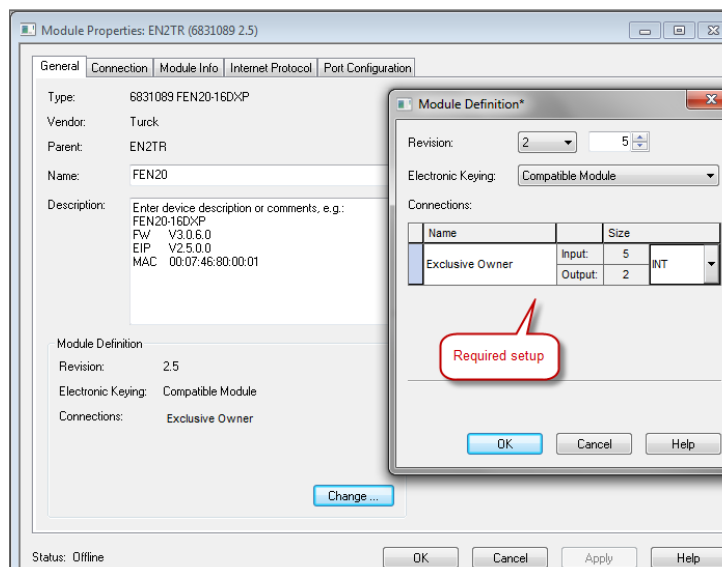 Module Properties: EN2TR (6831089 2.5)
General Connection Module Info Internet Protocol Port Configuration
Type: 6831089 FEN20-16DXP
Vendor: Turck
Parent: EN2TR
Name: FEN20
Description: Enter device description or comments, e.g.:
FEN20-16DXP
FW V3.0.6.0
EIP V2.5.0.0
MAC 00:07:46:80:00:01
Module Definition
Revision: 2.5
Electronic Keying: Compatible Module
Connections: Exclusive Owner
Change ...
Status: Offline
OK Cancel Apply Help
Module Definition*
Revision: 2 5
Electronic Keying: Compatible Module
Connections:
Name Size
Exclusive Owner Input: 5 INT
Output: 2
Required setup
OK Cancel Help